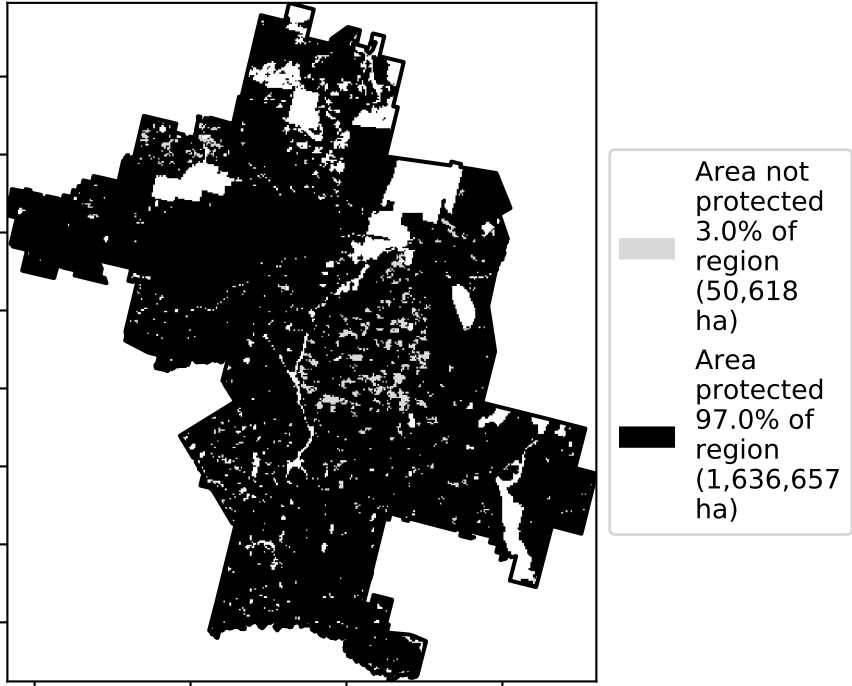 Area not
protected
3.0% of
region
(50,618
ha)
Area
protected
97.0% of
region
(1,636,657
ha)